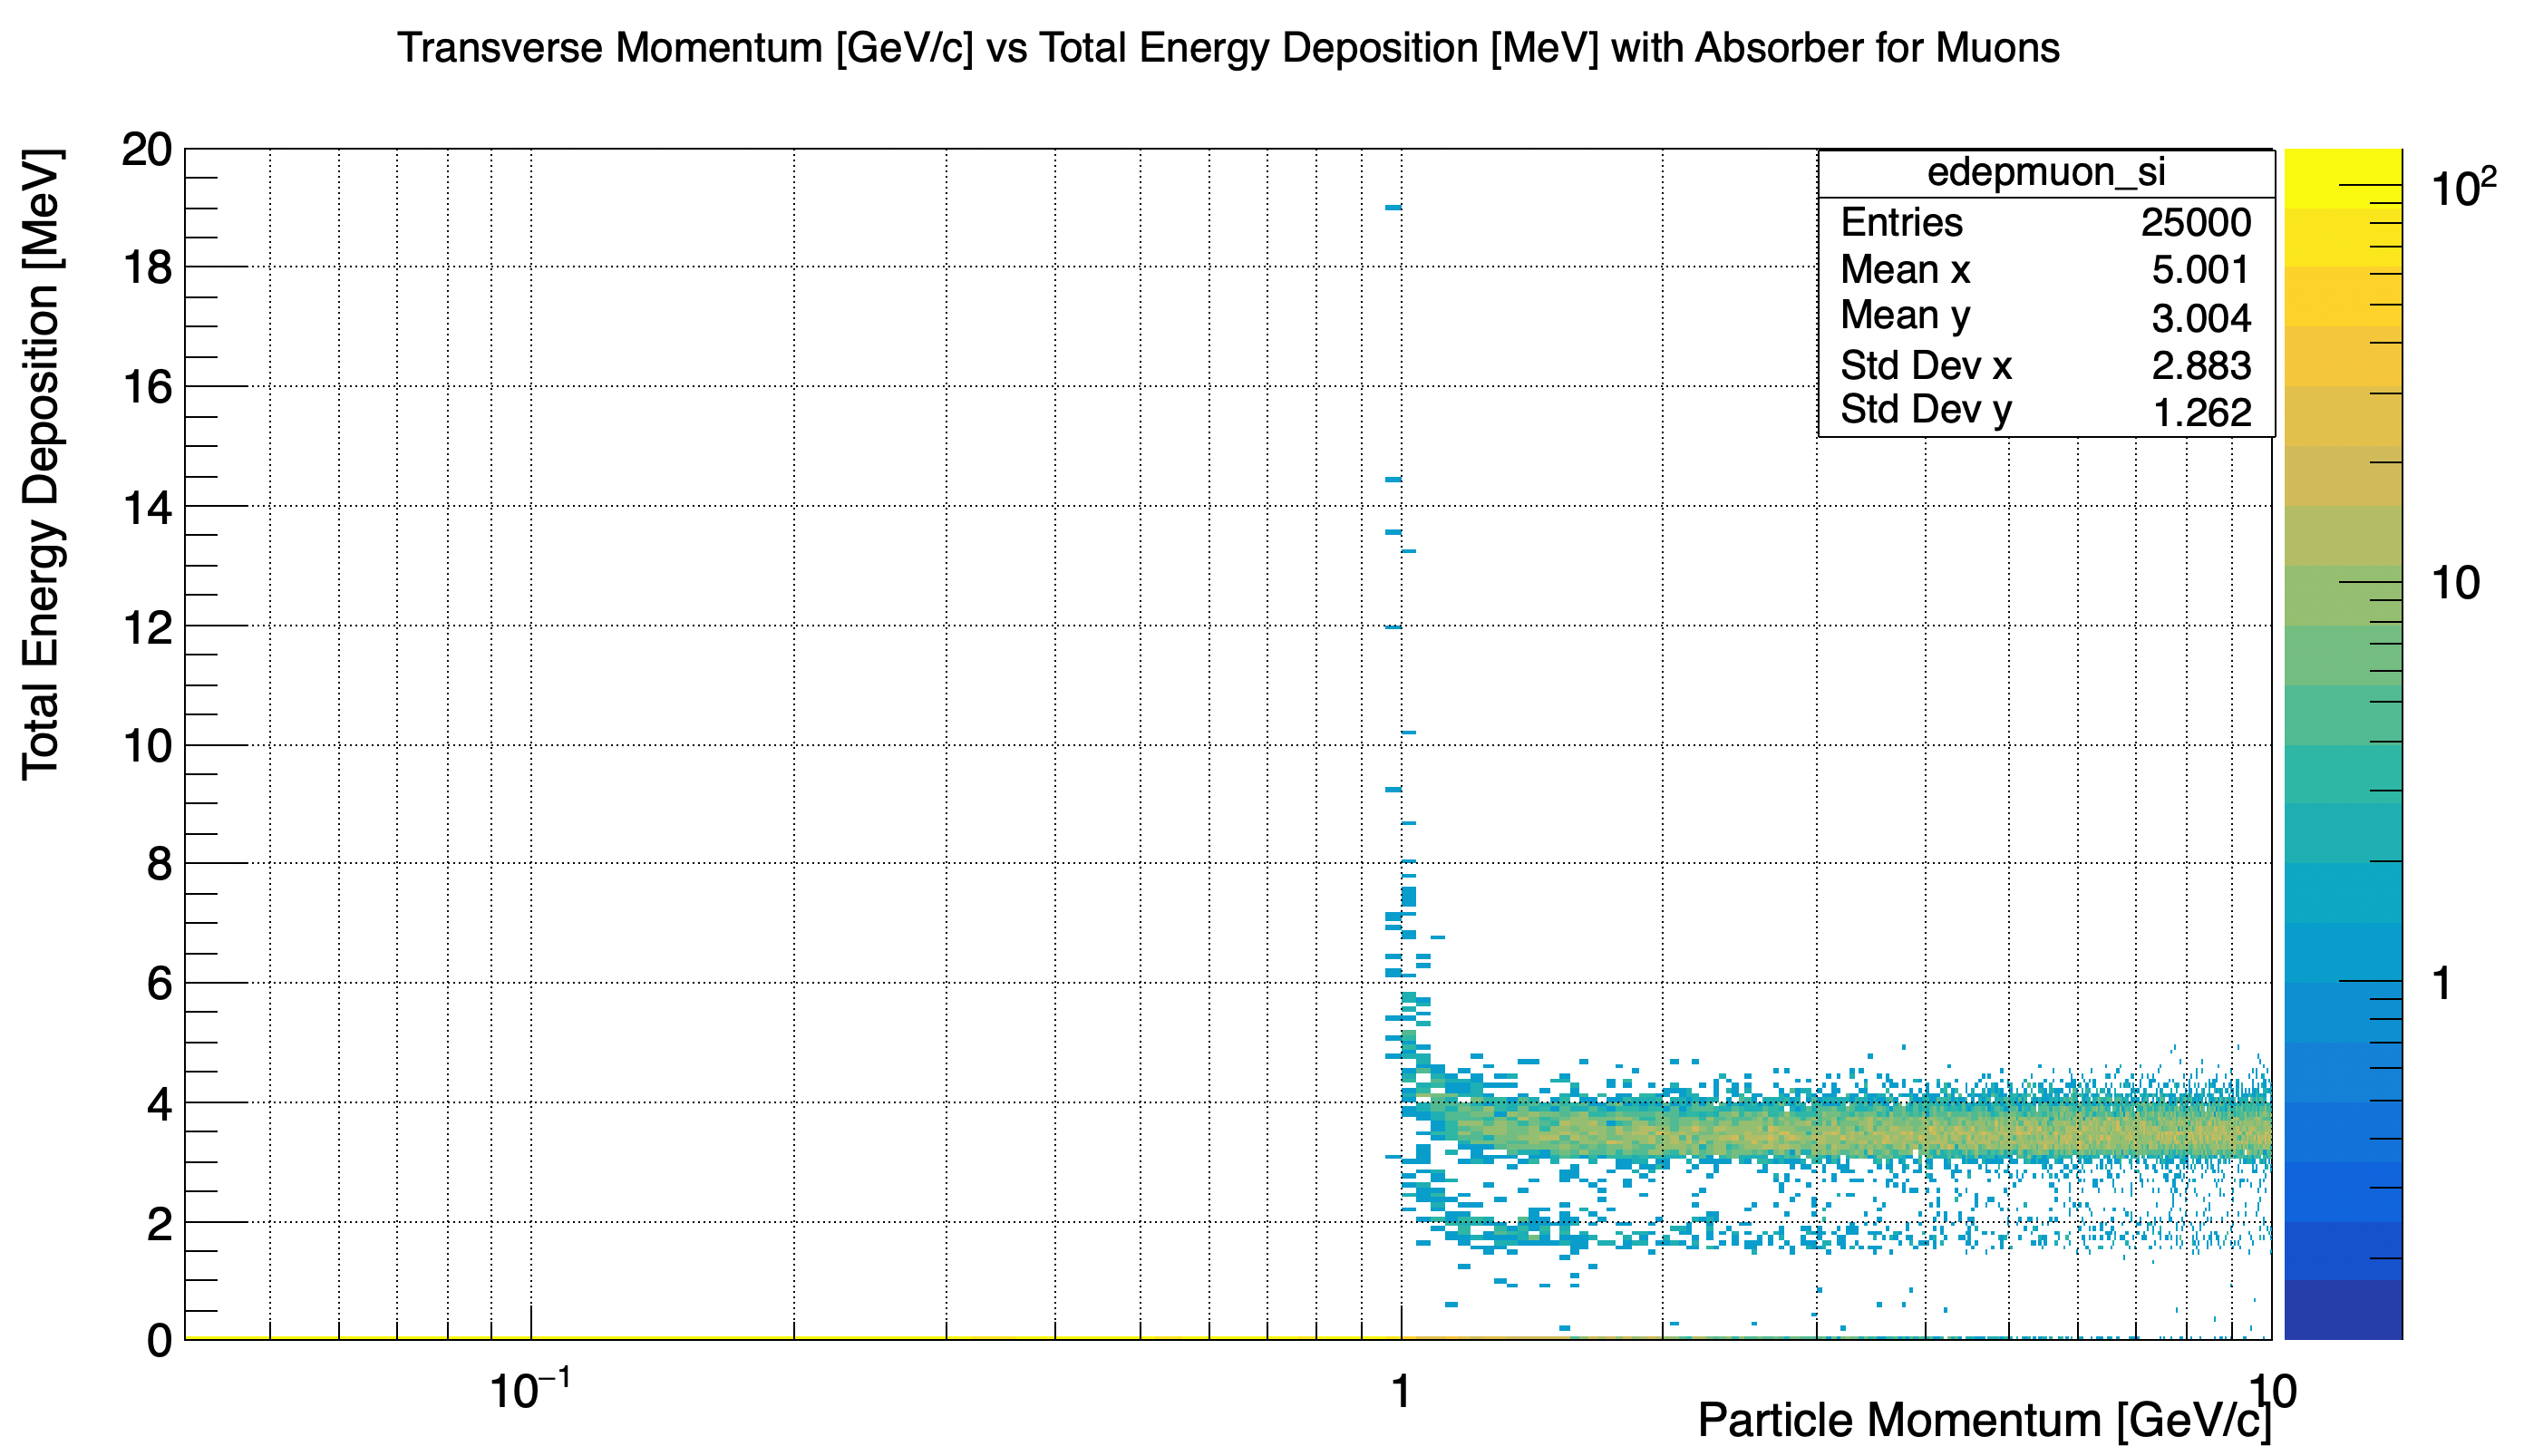 Transverse Momentum [GeV/c] vs Total Energy Deposition [MeV] with Absorber for Muons
Total Energy Deposition [MeV]
20
18
16
14
12
10
8
6
4
2
0
edepmuon_si
Entries 25000
Mean x 5.001
Mean y 3.004
Std Dev x 2.883
Std Dev y 1.262
10²
10
1
10⁻¹ 1 10
Particle Momentum [GeV/c]